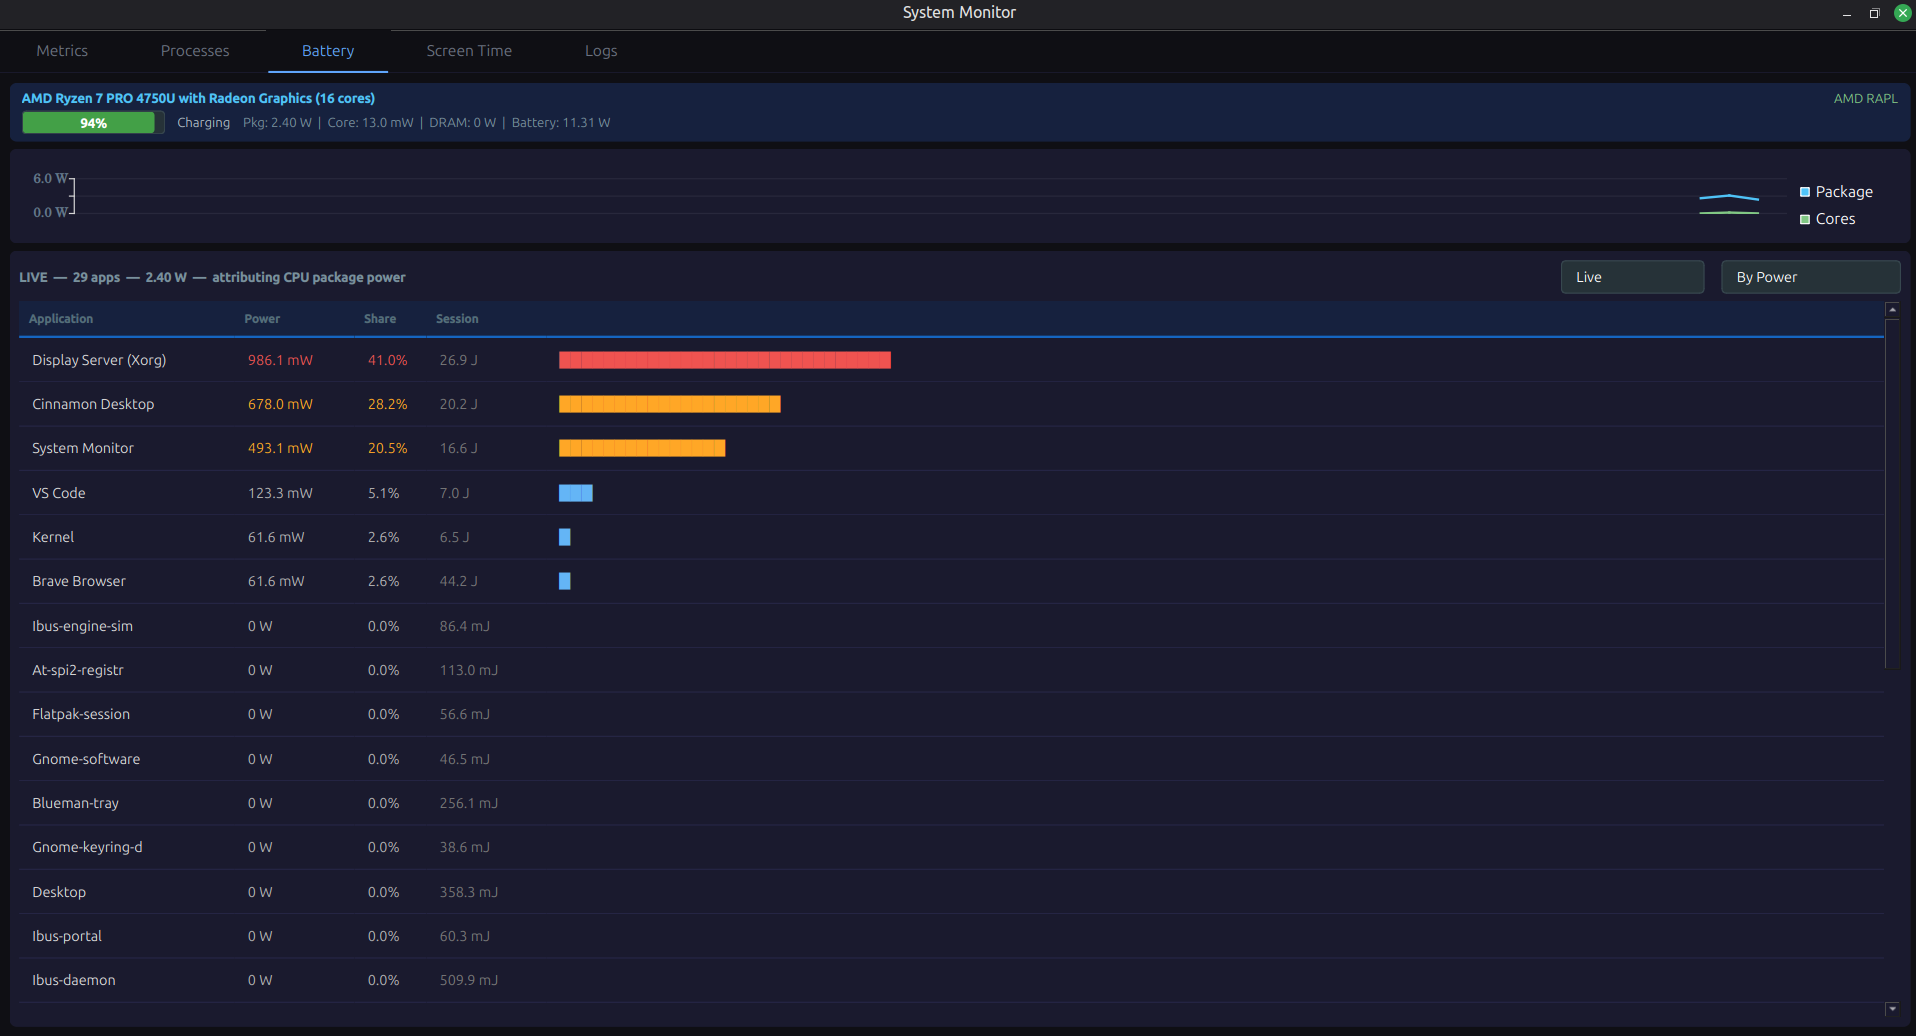 System Monitor
Metrics Processes Battery Screen Time Logs
AMD Ryzen 7 PRO 4750U with Radeon Graphics (16 cores) AMD RAPL
94% Charging Pkg: 2.40 W | Core: 13.0 mW | DRAM: 0 W | Battery: 11.31 W
6.0 W
0.0 W
Package
Cores
LIVE — 29 apps — 2.40 W — attributing CPU package power Live By Power
Application Power Share Session
Display Server (Xorg) 986.1 mW 41.0% 26.9 J
Cinnamon Desktop 678.0 mW 28.2% 20.2 J
System Monitor 493.1 mW 20.5% 16.6 J
VS Code 123.3 mW 5.1% 7.0 J
Kernel 61.6 mW 2.6% 6.5 J
Brave Browser 61.6 mW 2.6% 44.2 J
Ibus-engine-sim 0 W 0.0% 86.4 mJ
At-spi2-registr 0 W 0.0% 113.0 mJ
Flatpak-session 0 W 0.0% 56.6 mJ
Gnome-software 0 W 0.0% 46.5 mJ
Blueman-tray 0 W 0.0% 256.1 mJ
Gnome-keyring-d 0 W 0.0% 38.6 mJ
Desktop 0 W 0.0% 358.3 mJ
Ibus-portal 0 W 0.0% 60.3 mJ
Ibus-daemon 0 W 0.0% 509.9 mJ